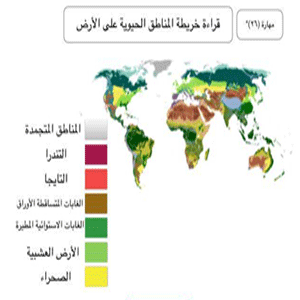 مهارة (٢٦)
قراءة خريطة المناطق الحيوية على الأرض
المناطق المتجمدة
التندرا
التايجا
الغابات المتساقطة الأوراق
الغابات الاستوائية المطيرة
الأرض العشبية
الصحراء